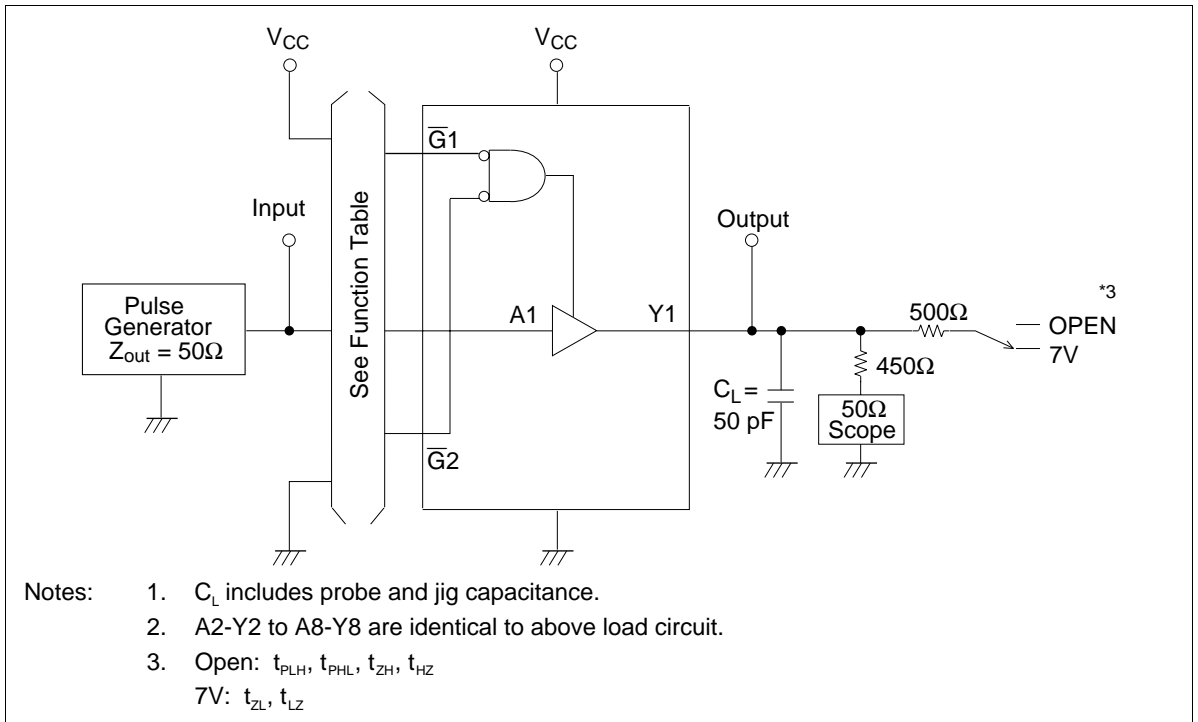 VCC
VCC
G1
See Function Table
Input
Output
*3
Pulse
Generator
Zout = 50Ω
A1
Y1
500Ω
OPEN
7V
450Ω
CL =
50 pF
50Ω
Scope
G2
Notes: 1. CL includes probe and jig capacitance.
2. A2-Y2 to A8-Y8 are identical to above load circuit.
3. Open: tPLH, tPHL, tZH, tHZ
7V: tZL, tLZ